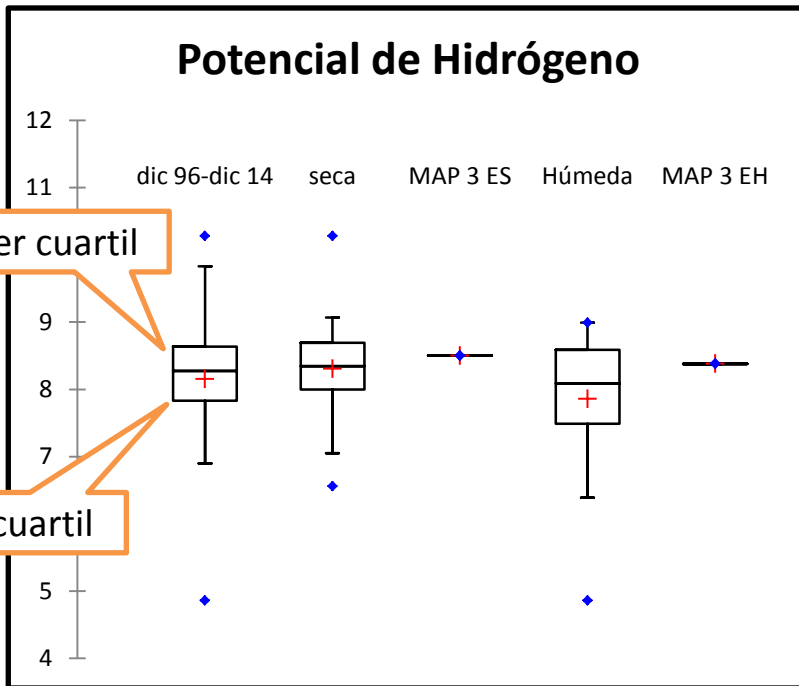 Potencial de Hidrógeno
12
11
dic 96-dic 14 seca MAP 3 ES Húmeda MAP 3 EH
er cuartil
9
8
7
cuartil
5
4